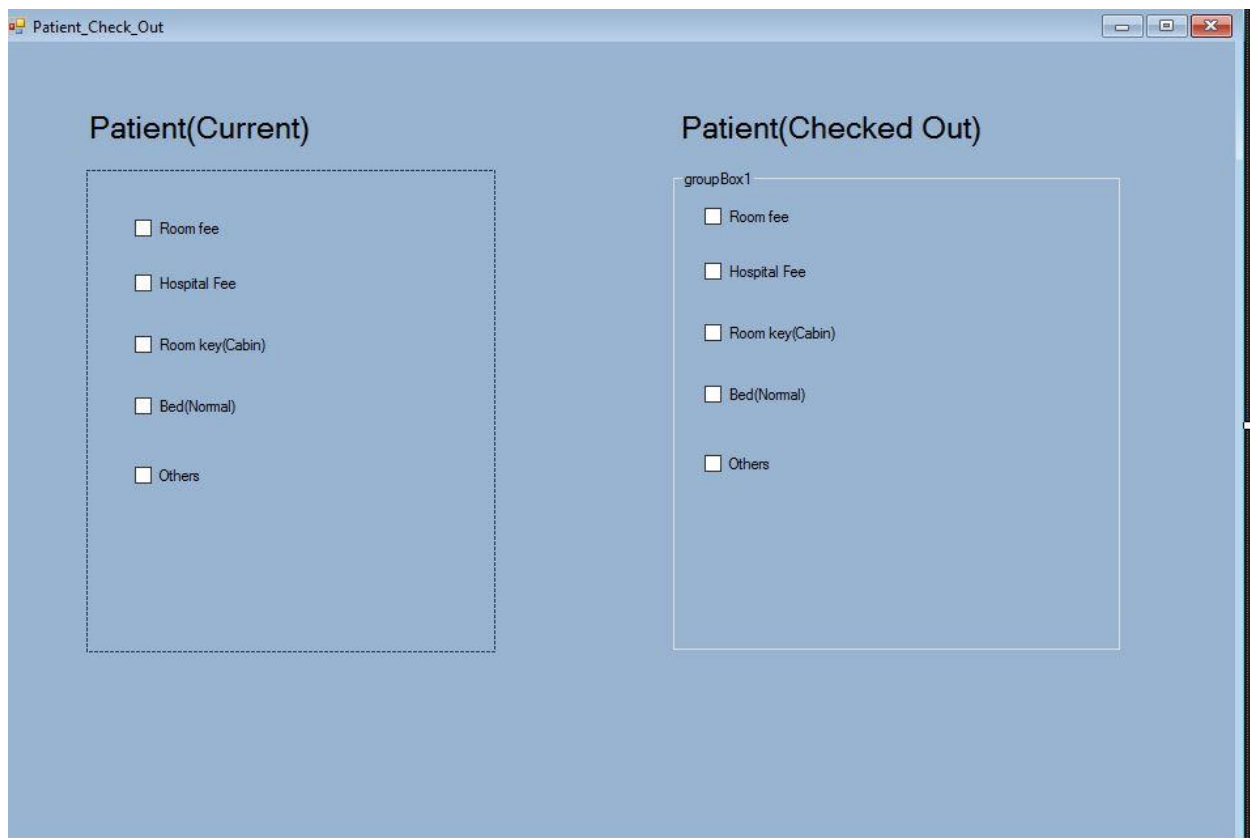 Patient_Check_Out
Patient(Current)
Room fee
Hospital Fee
Room key(Cabin)
Bed(Normal)
Others
Patient(Checked Out)
groupBox1
Room fee
Hospital Fee
Room key(Cabin)
Bed(Normal)
Others